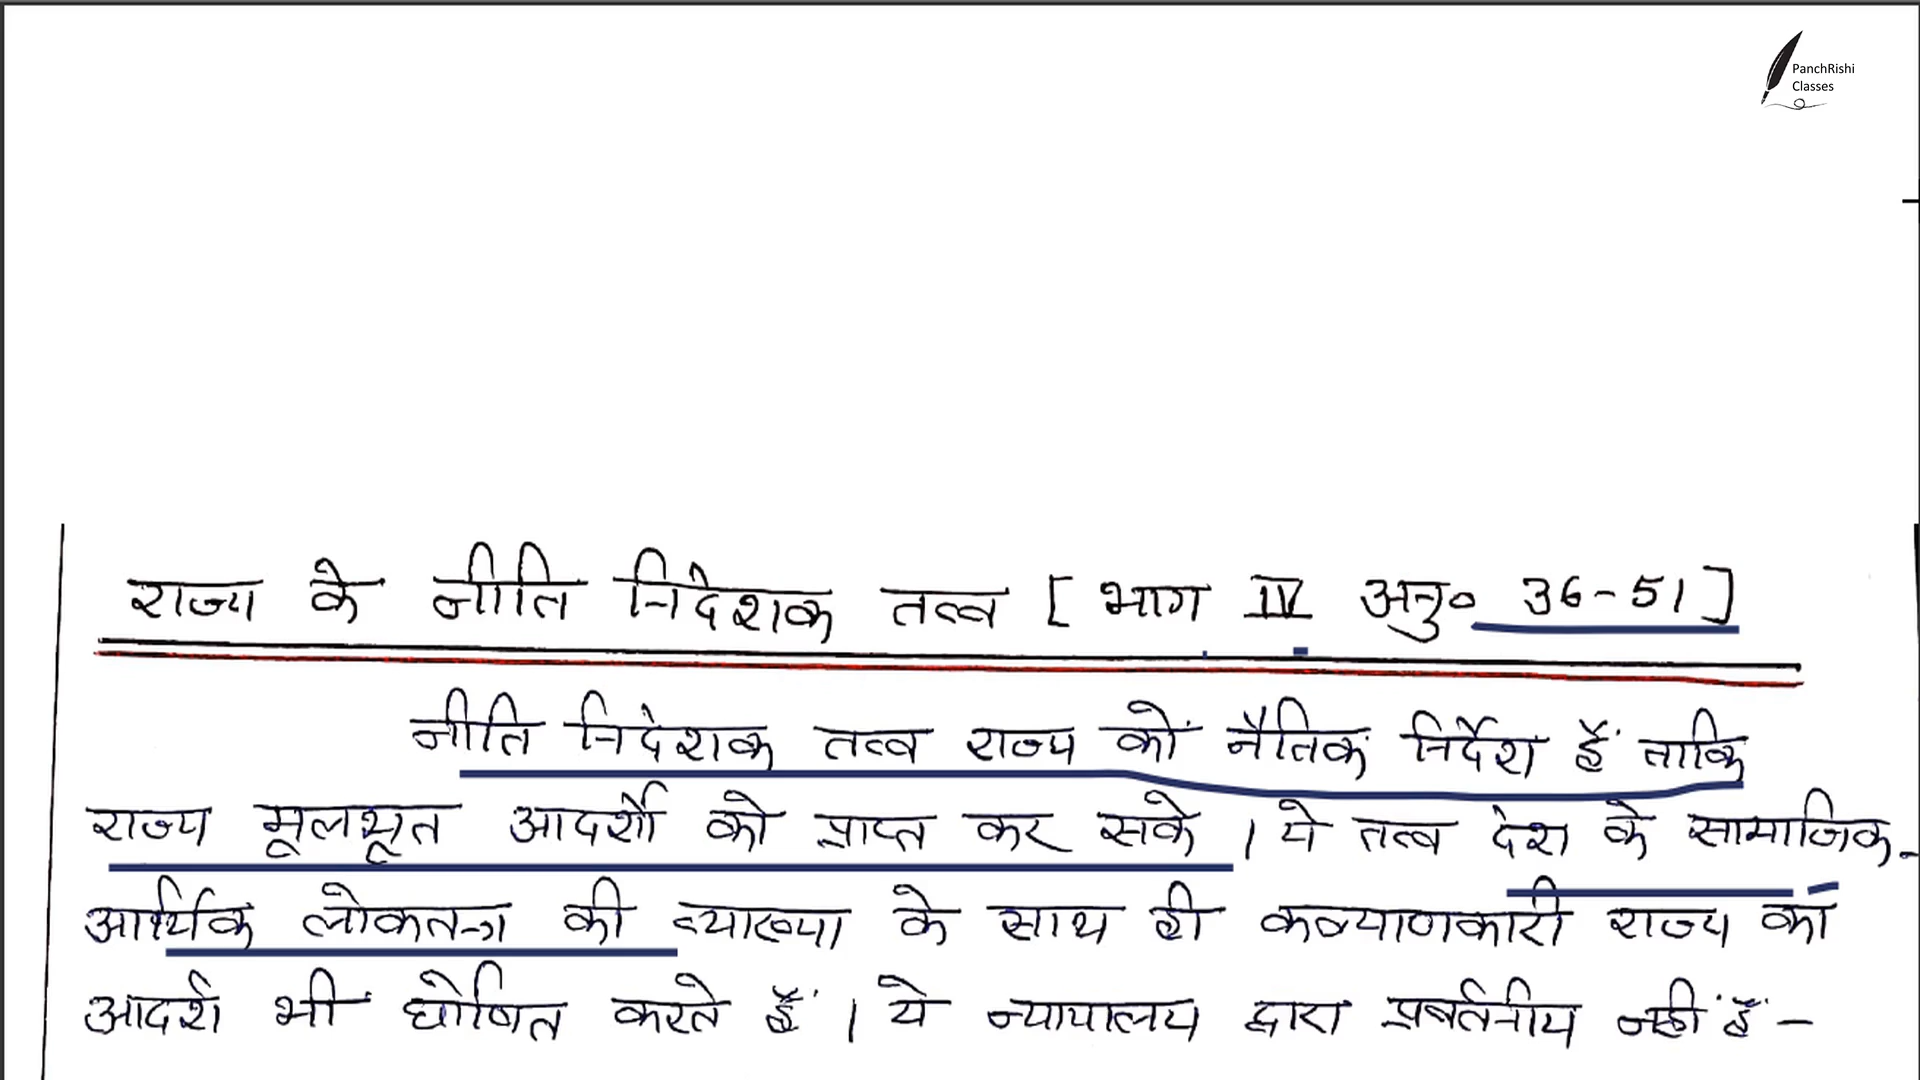 PanchRishi
Classes
राज्य के नीति निदेशक तत्व [ भाग IV अनु० 36-51 ]
नीति निदेशक तत्व राज्य को नैतिक निर्देश हैं ताकि
राज्य मूलभूत आदर्शों को प्राप्त कर सके । ये तत्व देश के सामाजिक-
आर्थिक लोकतन्त्र की व्याख्या के साथ ही कल्याणकारी राज्य का
आदर्श भी घोषित करते हैं । ये न्यायालय द्वारा प्रवर्तनीय नहीं हैं -